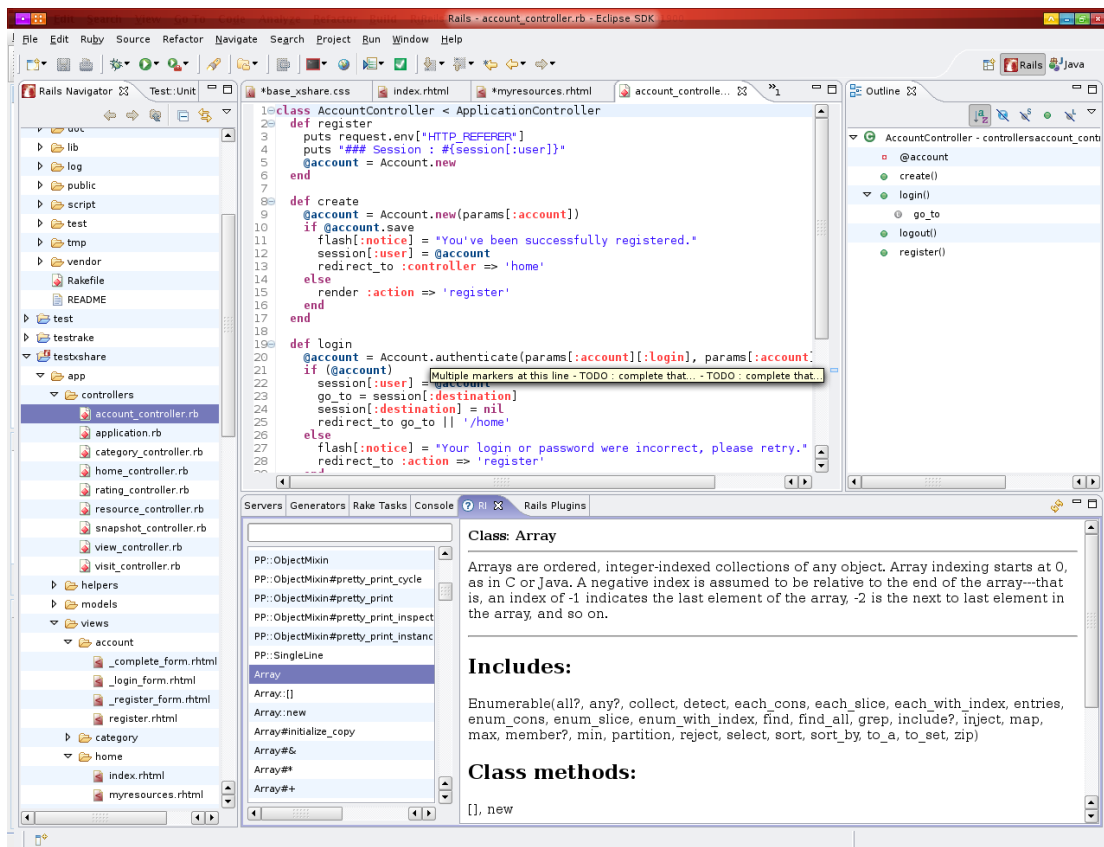 Rails - account_controller.rb - Eclipse SDK
File Edit Ruby Source Refactor Navigate Search Project Run Window Help
Rails Java
Rails Navigator Test::Unit
doc
lib
log
public
script
test
tmp
vendor
Rakefile
README
test
testrake
testxshare
app
controllers
account_controller.rb
application.rb
category_controller.rb
home_controller.rb
rating_controller.rb
resource_controller.rb
snapshot_controller.rb
view_controller.rb
visit_controller.rb
helpers
models
views
account
_complete_form.rhtml
_login_form.rhtml
_register_form.rhtml
register.rhtml
category
home
index.rhtml
myresources.rhtml
*base_xshare.css index.rhtml *myresources.rhtml account_controlle... »1
1 class AccountController < ApplicationController
2 def register
3 puts request.env["HTTP_REFERER"]
4 puts "### Session : #{session[:user]}"
5 @account = Account.new
6 end
7
8 def create
9 @account = Account.new(params[:account])
10 if @account.save
11 flash[:notice] = "You've been successfully registered."
12 session[:user] = @account
13 redirect_to :controller => 'home'
14 else
15 render :action => 'register'
16 end
17 end
18
19 def login
20 @account = Account.authenticate(params[:account][:login], params[:account]
21 if (@account)
Multiple markers at this line - TODO : complete that... - TODO : complete that...
22 session[:user] = @account
23 go_to = session[:destination]
24 session[:destination] = nil
25 redirect_to go_to || '/home'
26 else
27 flash[:notice] = "Your login or password were incorrect, please retry."
28 redirect_to :action => 'register'
29 end
Outline
AccountController - controllersaccount_conti
@account
create()
login()
go_to
logout()
register()
Servers Generators Rake Tasks Console RI Rails Plugins
PP::ObjectMixin
PP::ObjectMixin#pretty_print_cycle
PP::ObjectMixin#pretty_print
PP::ObjectMixin#pretty_print_inspect
PP::ObjectMixin#pretty_print_instanc
PP::SingleLine
Array
Array::[]
Array::new
Array#initialize_copy
Array#&
Array#*
Array#+
Class: Array
Arrays are ordered, integer-indexed collections of any object. Array indexing starts at 0,
as in C or Java. A negative index is assumed to be relative to the end of the array---that
is, an index of -1 indicates the last element of the array, -2 is the next to last element in
the array, and so on.
Includes:
Enumerable(all?, any?, collect, detect, each_cons, each_slice, each_with_index, entries,
enum_cons, enum_slice, enum_with_index, find, find_all, grep, include?, inject, map,
max, member?, min, partition, reject, select, sort, sort_by, to_a, to_set, zip)
Class methods:
[], new